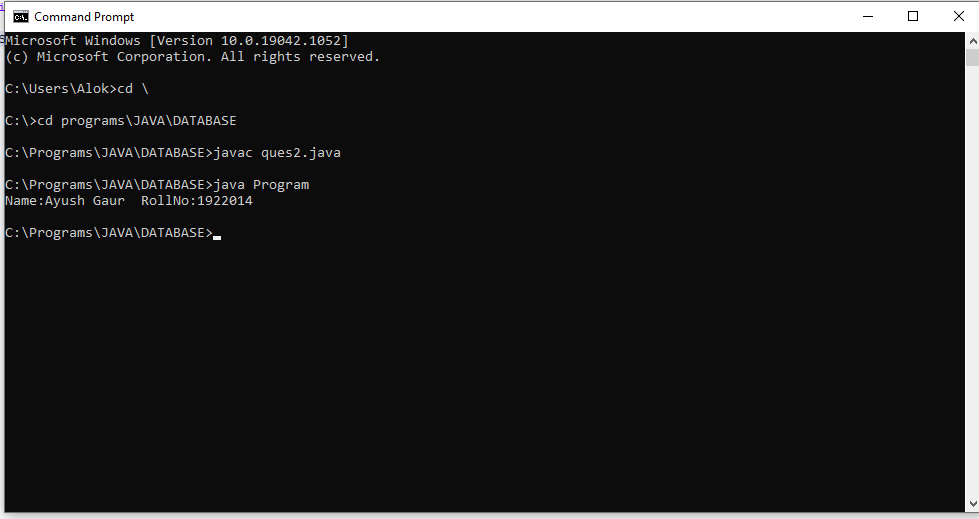 Command Prompt
Microsoft Windows [Version 10.0.19042.1052]
(c) Microsoft Corporation. All rights reserved.
C:\Users\Alok>cd \
C:\>cd programs\JAVA\DATABASE
C:\Programs\JAVA\DATABASE>javac ques2.java
C:\Programs\JAVA\DATABASE>java Program
Name:Ayush Gaur  RollNo:1922014
C:\Programs\JAVA\DATABASE>